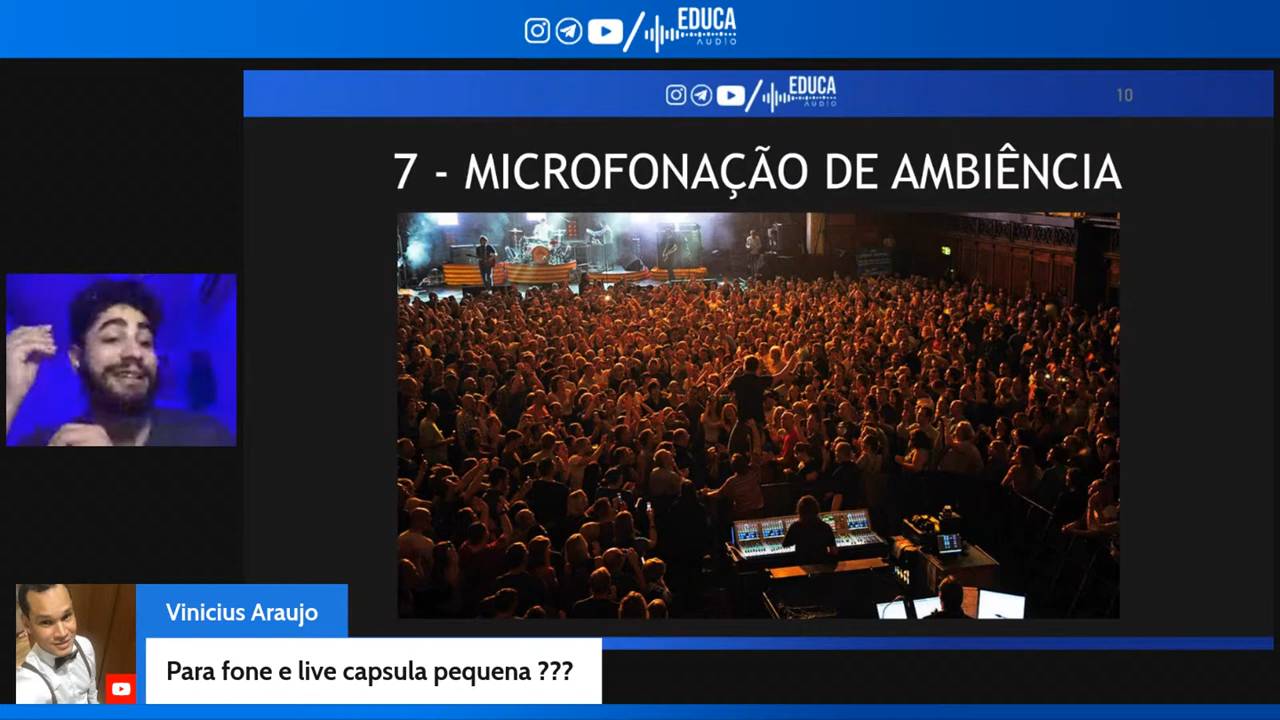 EDUCA
AUDIO
EDUCA
AUDIO
10
7 - MICROFONAÇÃO DE AMBIÊNCIA
Vinicius Araujo
Para fone e live capsula pequena ???